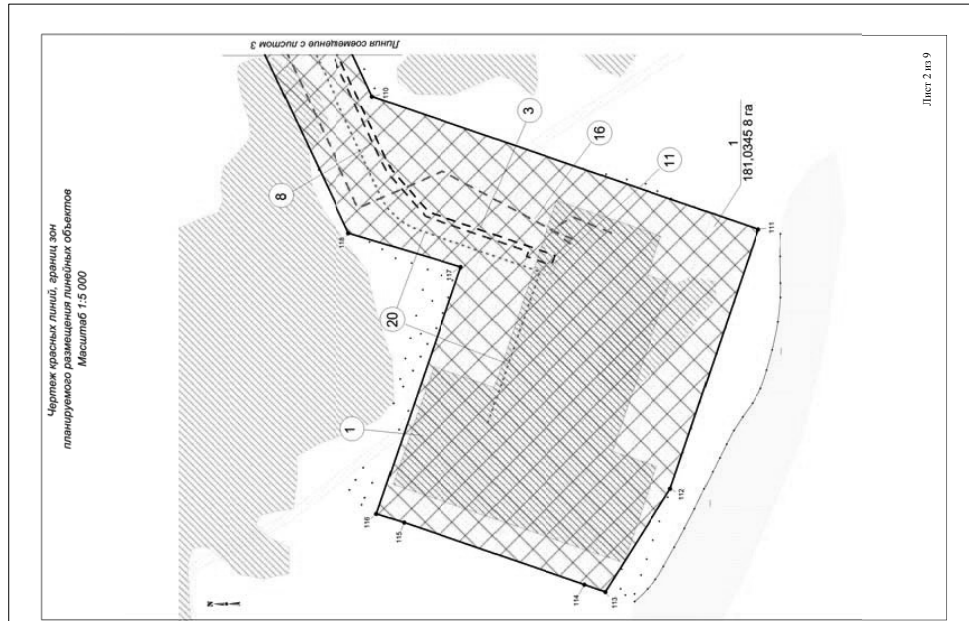 Чертеж красных линий, границ зон
планируемого размещения линейных объектов
Масштаб 1:5 000
N
Линия совмещение с листом 3
118
8
110
117
3
20
16
11
1
181,0345 8 га
1
116
115
114
113
112
111
Лист 2 из 9